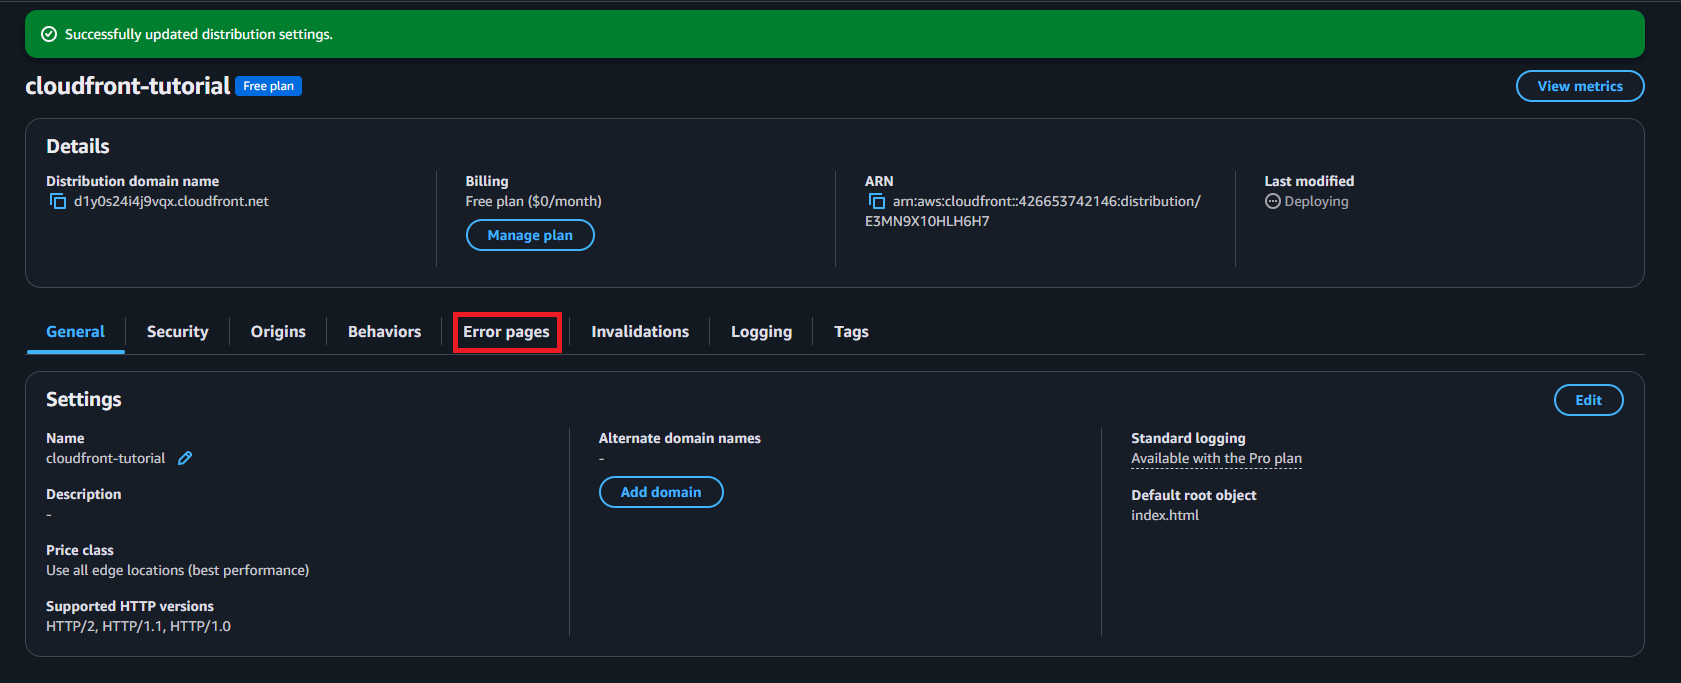 Successfully updated distribution settings.
cloudfront-tutorial Free plan
View metrics
Details
Distribution domain name
d1y0s24i4j9vqx.cloudfront.net
Billing
Free plan ($0/month)
Manage plan
ARN
arn:aws:cloudfront::426653742146:distribution/
E3MN9X10HLH6H7
Last modified
Deploying
General Security Origins Behaviors Error pages Invalidations Logging Tags
Settings
Edit
Name
cloudfront-tutorial
Description
-
Price class
Use all edge locations (best performance)
Supported HTTP versions
HTTP/2, HTTP/1.1, HTTP/1.0
Alternate domain names
-
Add domain
Standard logging
Available with the Pro plan
Default root object
index.html